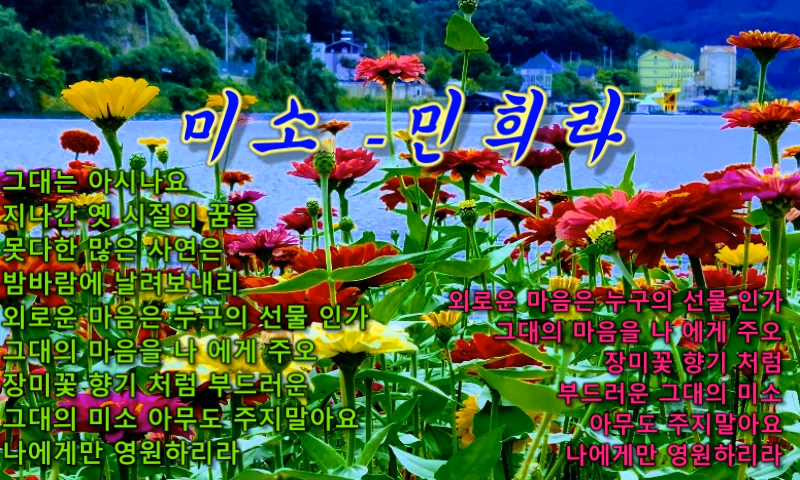 미소 - 민희라
그대는 아시나요
지나간 옛 시절의 꿈을
못다한 많은 사연은
밤바람에 날려보내리
외로운 마음은 누구의 선물 인가
그대의 마음을 나 에게 주오
장미꽃 향기 처럼 부드러운
그대의 미소 아무도 주지말아요
나에게만 영원하리라
외로운 마음은 누구의 선물 인가
그대의 마음을 나 에게 주오
장미꽃 향기 처럼
부드러운 그대의 미소
아무도 주지말아요
나에게만 영원하리라